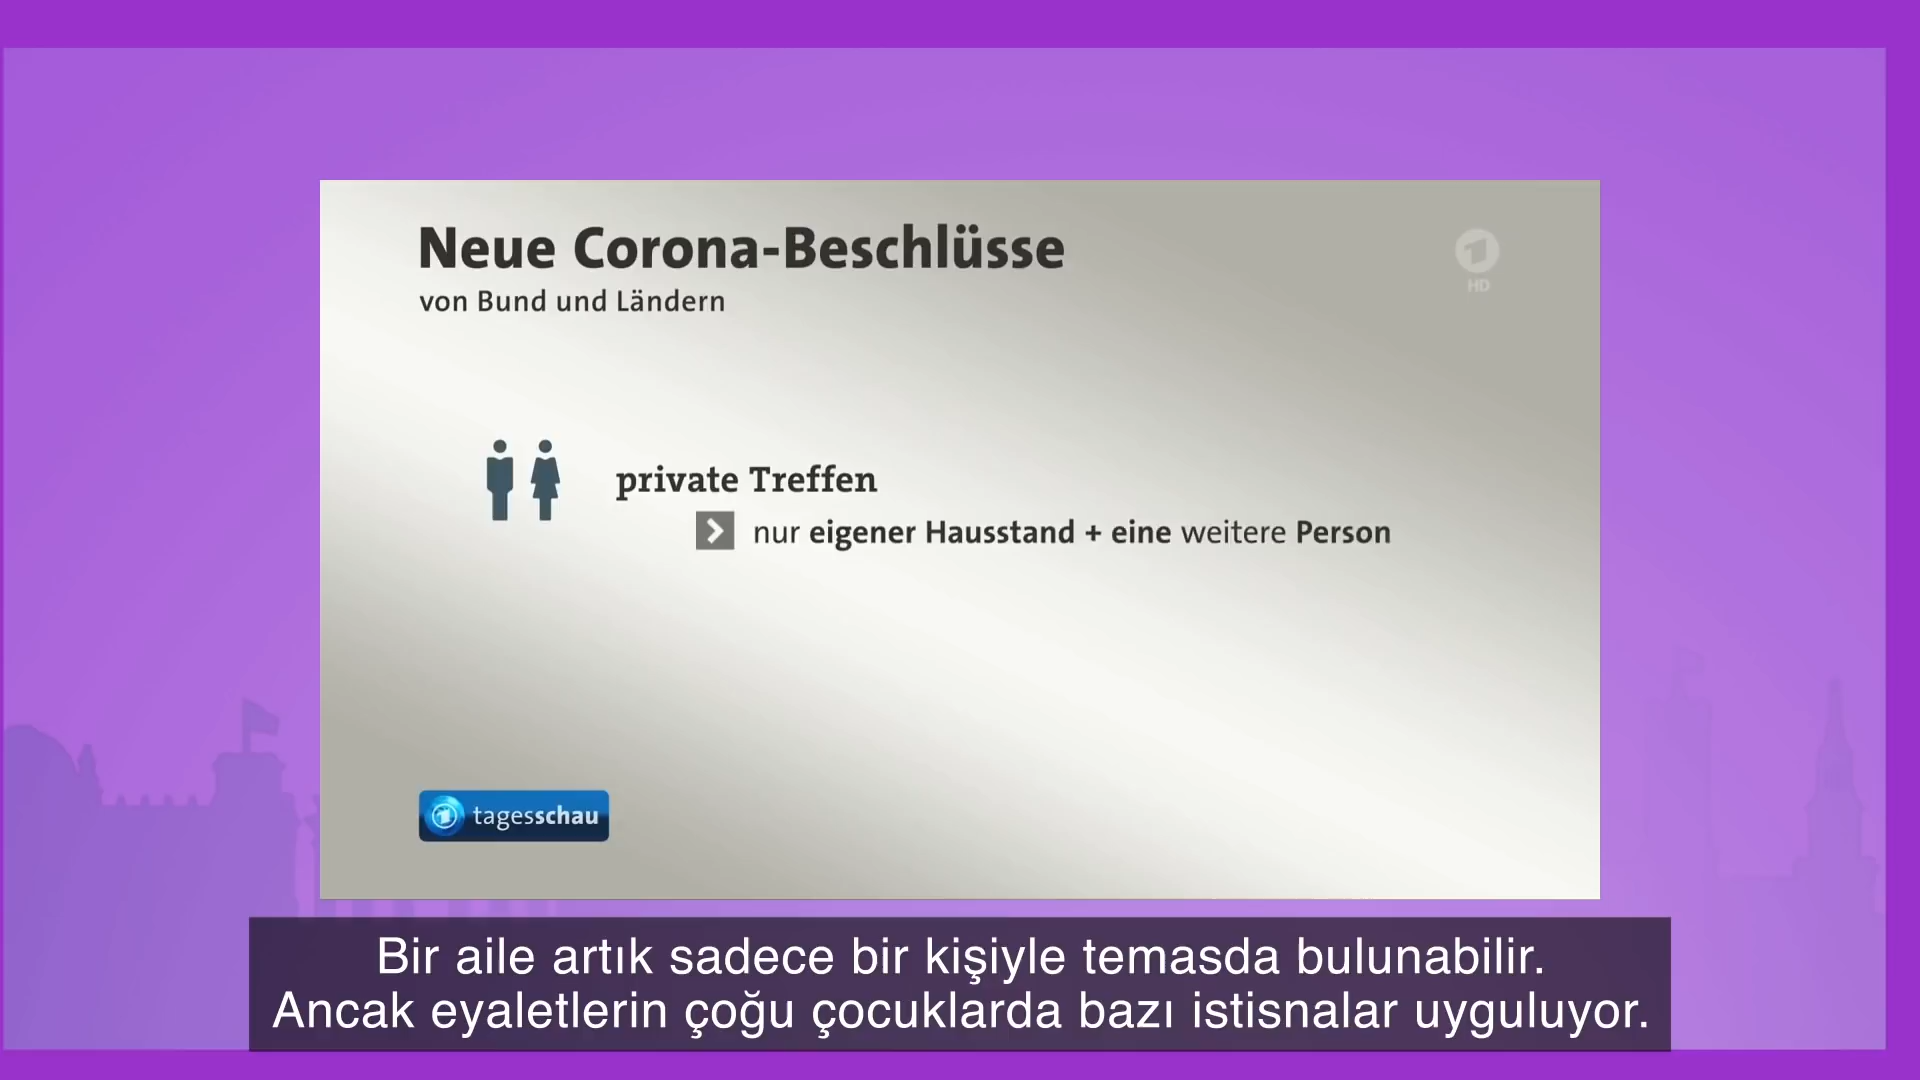 Neue Corona-Beschlüsse
von Bund und Ländern
HD
private Treffen
nur eigener Hausstand + eine weitere Person
tagesschau
Bir aile artık sadece bir kişiyle temasda bulunabilir.
Ancak eyaletlerin çoğu çocuklarda bazı istisnalar uyguluyor.